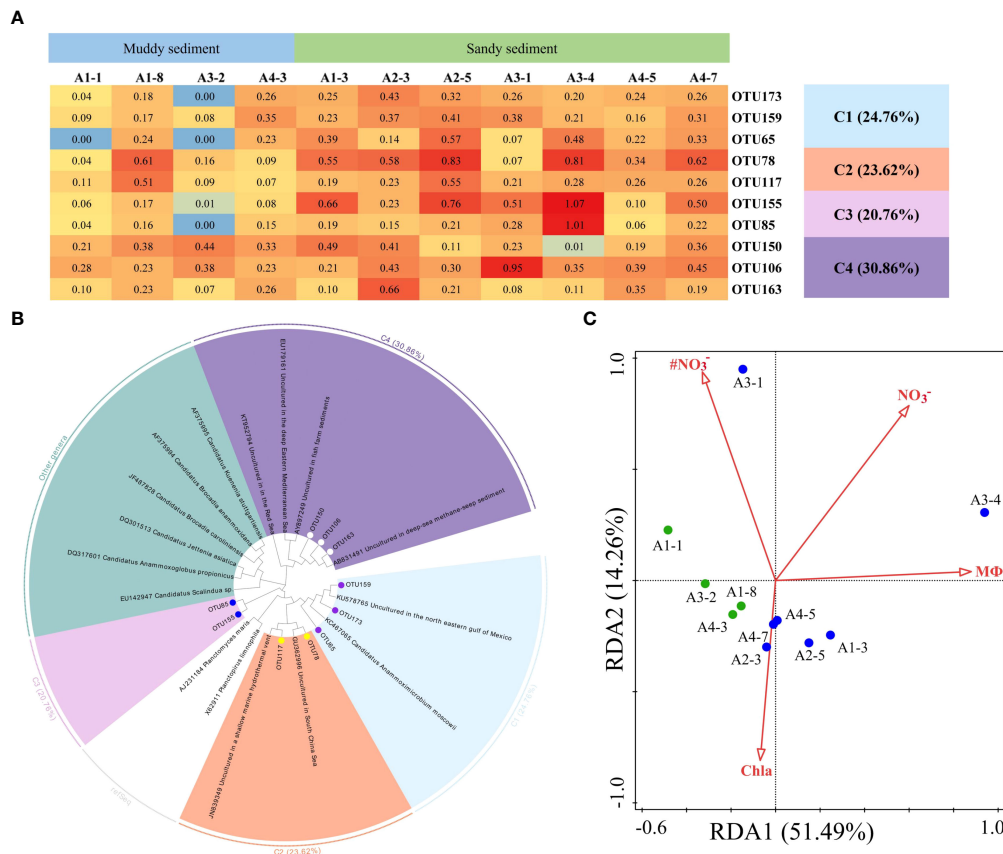 A
Muddy sediment Sandy sediment
A1-1 A1-8 A3-2 A4-3 A1-3 A2-3 A2-5 A3-1 A3-4 A4-5 A4-7
0.04 0.18 0.00 0.26 0.25 0.43 0.32 0.26 0.20 0.24 0.26 OTU173
0.09 0.17 0.08 0.35 0.23 0.37 0.41 0.38 0.21 0.16 0.31 OTU159
0.00 0.24 0.00 0.23 0.39 0.14 0.57 0.07 0.48 0.22 0.33 OTU65
0.04 0.61 0.16 0.09 0.55 0.58 0.83 0.07 0.81 0.34 0.62 OTU78
0.11 0.51 0.09 0.07 0.19 0.23 0.55 0.21 0.28 0.26 0.26 OTU117
0.06 0.17 0.01 0.08 0.66 0.23 0.76 0.51 1.07 0.10 0.50 OTU155
0.04 0.16 0.00 0.15 0.19 0.15 0.21 0.28 1.01 0.06 0.22 OTU85
0.21 0.38 0.44 0.33 0.49 0.41 0.11 0.23 0.01 0.19 0.36 OTU150
0.28 0.23 0.38 0.23 0.21 0.43 0.30 0.95 0.35 0.39 0.45 OTU106
0.10 0.23 0.07 0.26 0.10 0.66 0.21 0.08 0.11 0.35 0.19 OTU163
C1 (24.76%)
C2 (23.62%)
C3 (20.76%)
C4 (30.86%)
B
C4 (30.86%)
EU179161 Uncultured in the deep Eastern Mediterranean Sea
KT952794 Uncultured in in the Red Sea
AY897249 Uncultured in fish farm sediments
OTU150
OTU106
OTU163
AB831491 Uncultured in deep-sea methane-seep sediment
Other genera
AF375995 Candidatus Kuenenia stuttgartiensis
AF375994 Candidatus Brocadia anammoxidans
JF487828 Candidatus Brocadia caroliniensis
DQ301513 Candidatus Jettenia asiatica
DQ317601 Candidatus Anammoxoglobus propionicus
EU142947 Candidatus Scalindua sp
OTU85
OTU155
C3 (20.76%)
AJ231184 Planctomyces maris
X62911 Planctopirus limnophila
refSeq
JN839349 Uncultured in a shallow marine hydrothermal vent
OTU117
GU362996 Uncultured in South China Sea
OTU78
C2 (23.62%)
OTU159
KU578765 Uncultured in the north eastern gulf of Mexico
OTU173
KC467065 Candidatus Anammoximicrobium moscowii
OTU65
C1 (24.76%)
C
1.0
-1.0
-0.6
1.0
RDA1 (51.49%)
RDA2 (14.26%)
#NO₃⁻
NO₃⁻
MΦ
Chla
A3-1
A3-4
A1-1
A3-2
A1-8
A4-3
A4-5
A4-7
A2-3
A2-5
A1-3